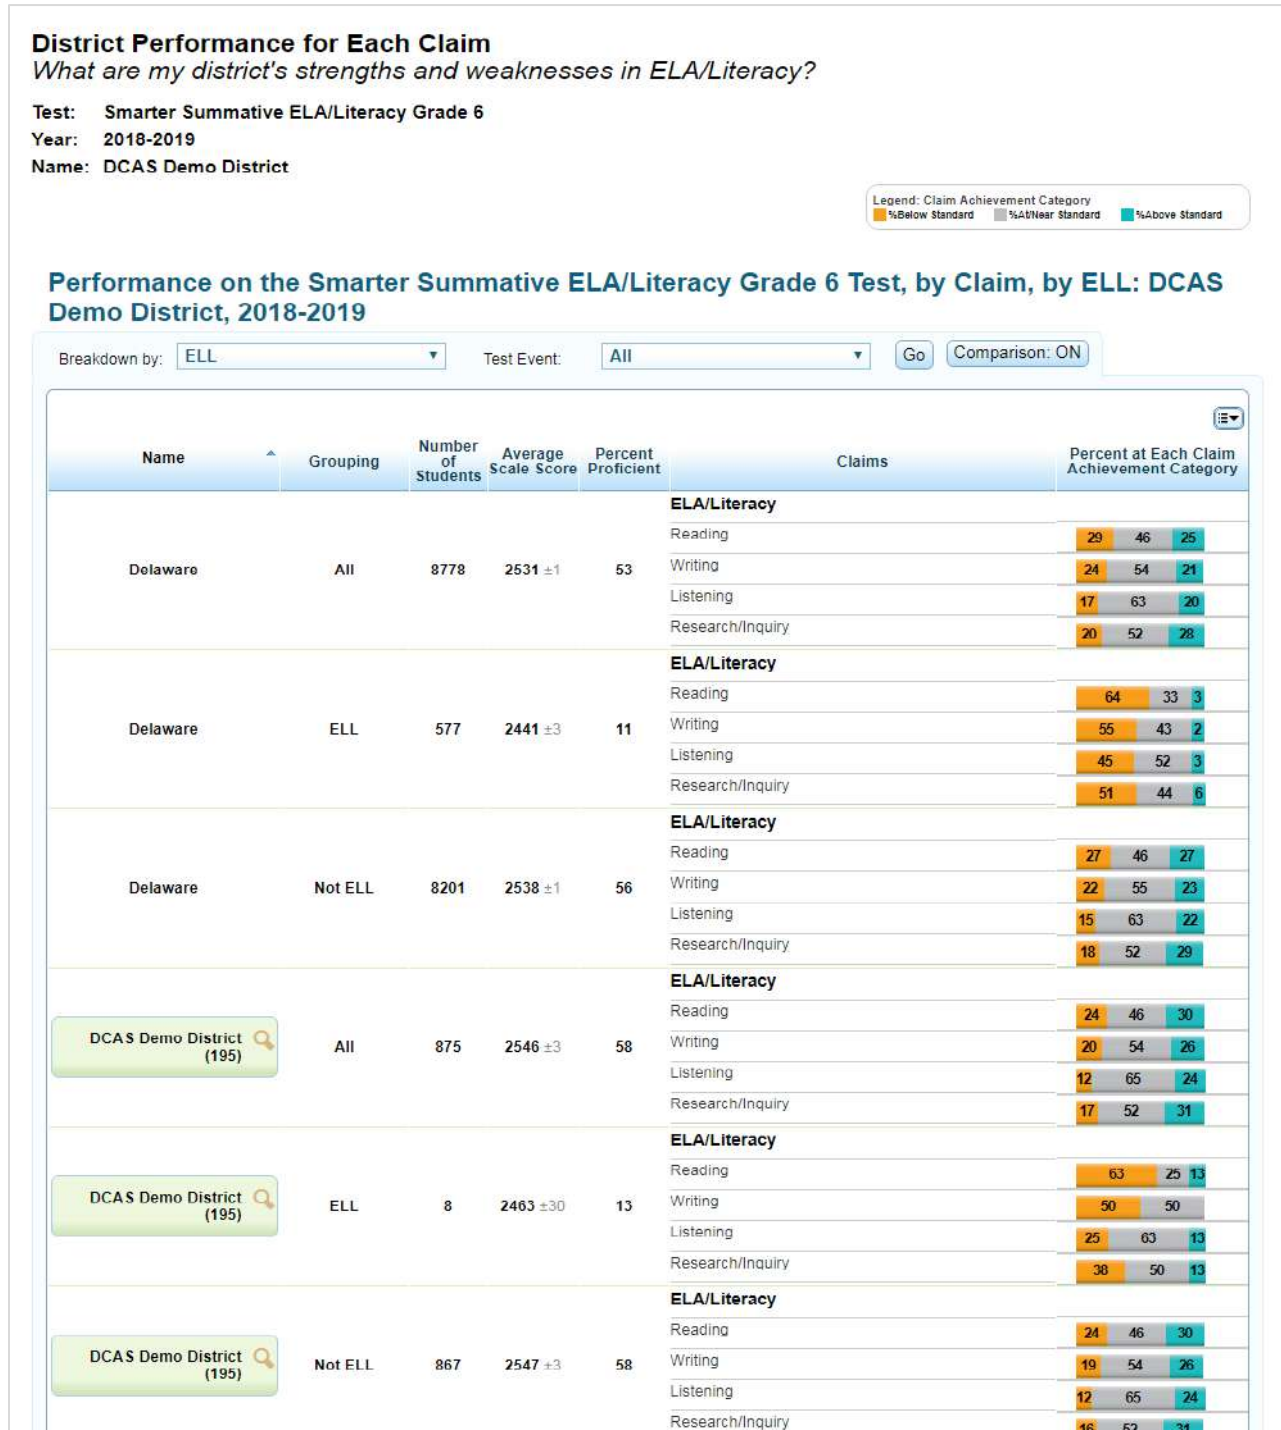 District Performance for Each Claim
What are my district's strengths and weaknesses in ELA/Literacy?
Test: Smarter Summative ELA/Literacy Grade 6
Year: 2018-2019
Name: DCAS Demo District
Legend: Claim Achievement Category
%Below Standard %At/Near Standard %Above Standard
Performance on the Smarter Summative ELA/Literacy Grade 6 Test, by Claim, by ELL: DCAS
Demo District, 2018-2019
Breakdown by: ELL Test Event: All Go Comparison: ON
Name Grouping Number of Students Average Scale Score Percent Proficient Claims Percent at Each Claim Achievement Category
ELA/Literacy
Reading 29 46 25
Delaware All 8778 2531 ±1 53 Writing 24 54 21
Listening 17 63 20
Research/Inquiry 20 52 28
ELA/Literacy
Reading 64 33 3
Delaware ELL 577 2441 ±3 11 Writing 55 43 2
Listening 45 52 3
Research/Inquiry 51 44 6
ELA/Literacy
Reading 27 46 27
Delaware Not ELL 8201 2538 ±1 56 Writing 22 55 23
Listening 15 63 22
Research/Inquiry 18 52 29
ELA/Literacy
Reading 24 46 30
DCAS Demo District (195) All 875 2546 ±3 58 Writing 20 54 26
Listening 12 65 24
Research/Inquiry 17 52 31
ELA/Literacy
Reading 63 25 13
DCAS Demo District (195) ELL 8 2463 ±30 13 Writing 50 50
Listening 25 63 13
Research/Inquiry 38 50 13
ELA/Literacy
Reading 24 46 30
DCAS Demo District (195) Not ELL 867 2547 ±3 58 Writing 19 54 26
Listening 12 65 24
Research/Inquiry 16 52 31